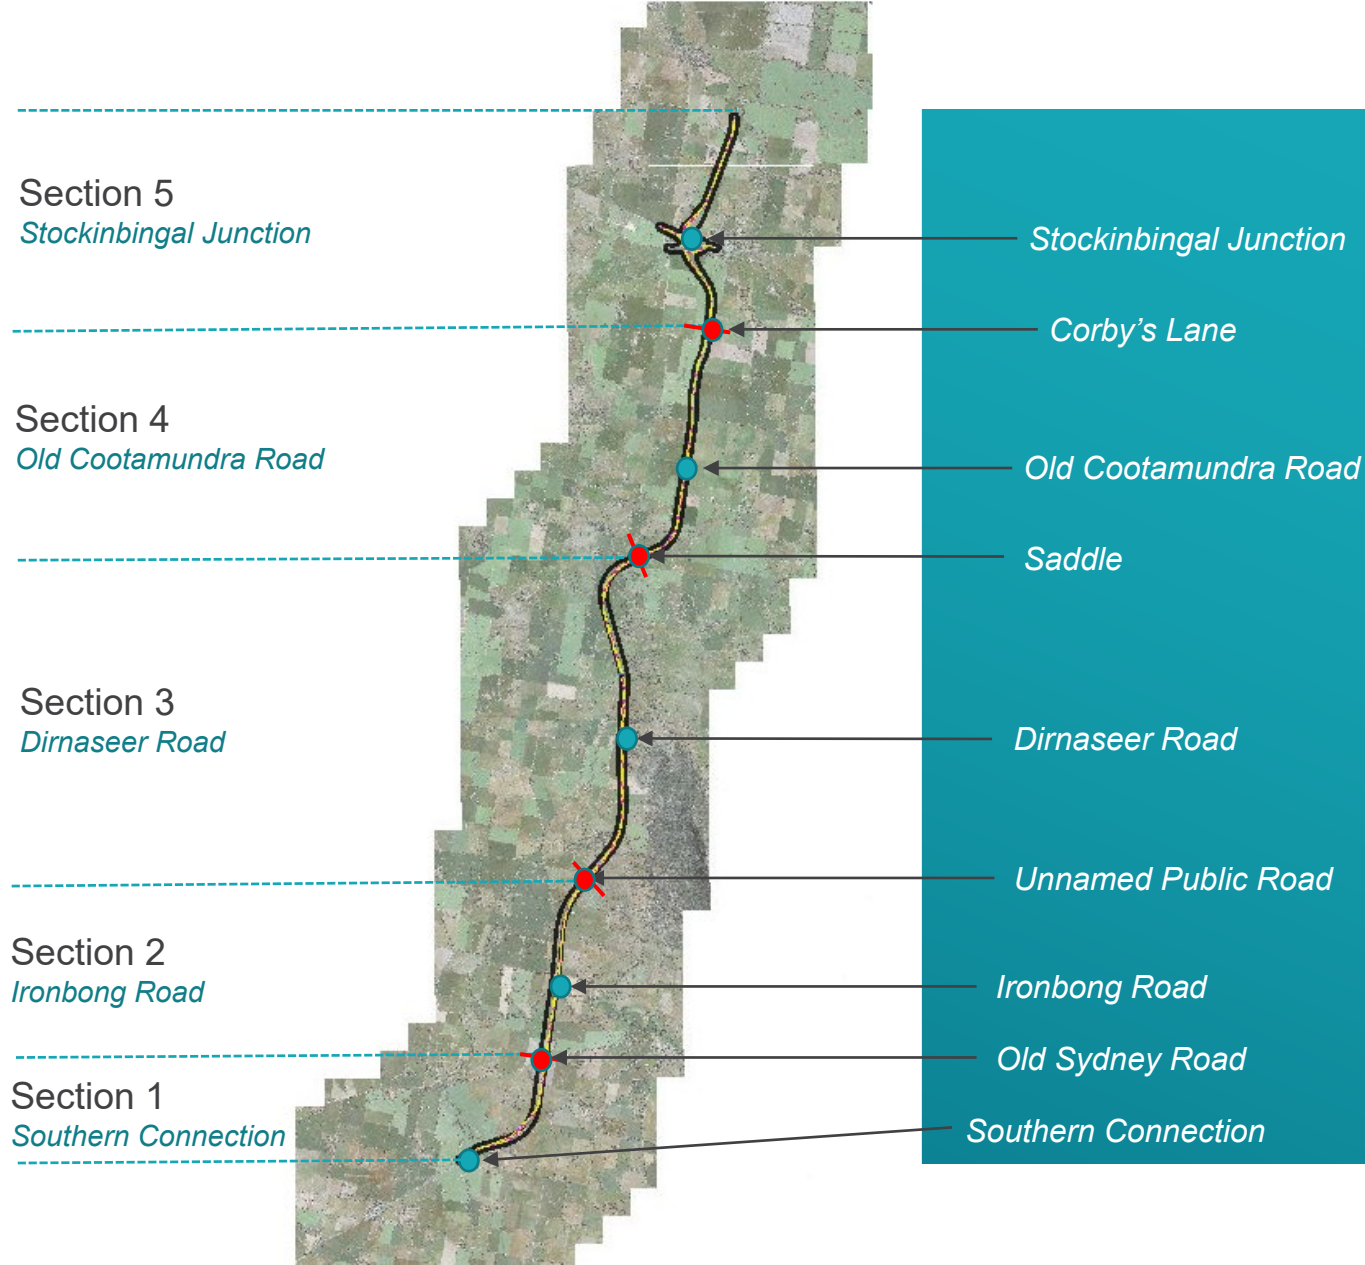 Section 5
Stockinbingal Junction
Section 4
Old Cootamundra Road
Section 3
Dirnaseer Road
Section 2
Ironbong Road
Section 1
Southern Connection
Stockinbingal Junction
Corby’s Lane
Old Cootamundra Road
Saddle
Dirnaseer Road
Unnamed Public Road
Ironbong Road
Old Sydney Road
Southern Connection